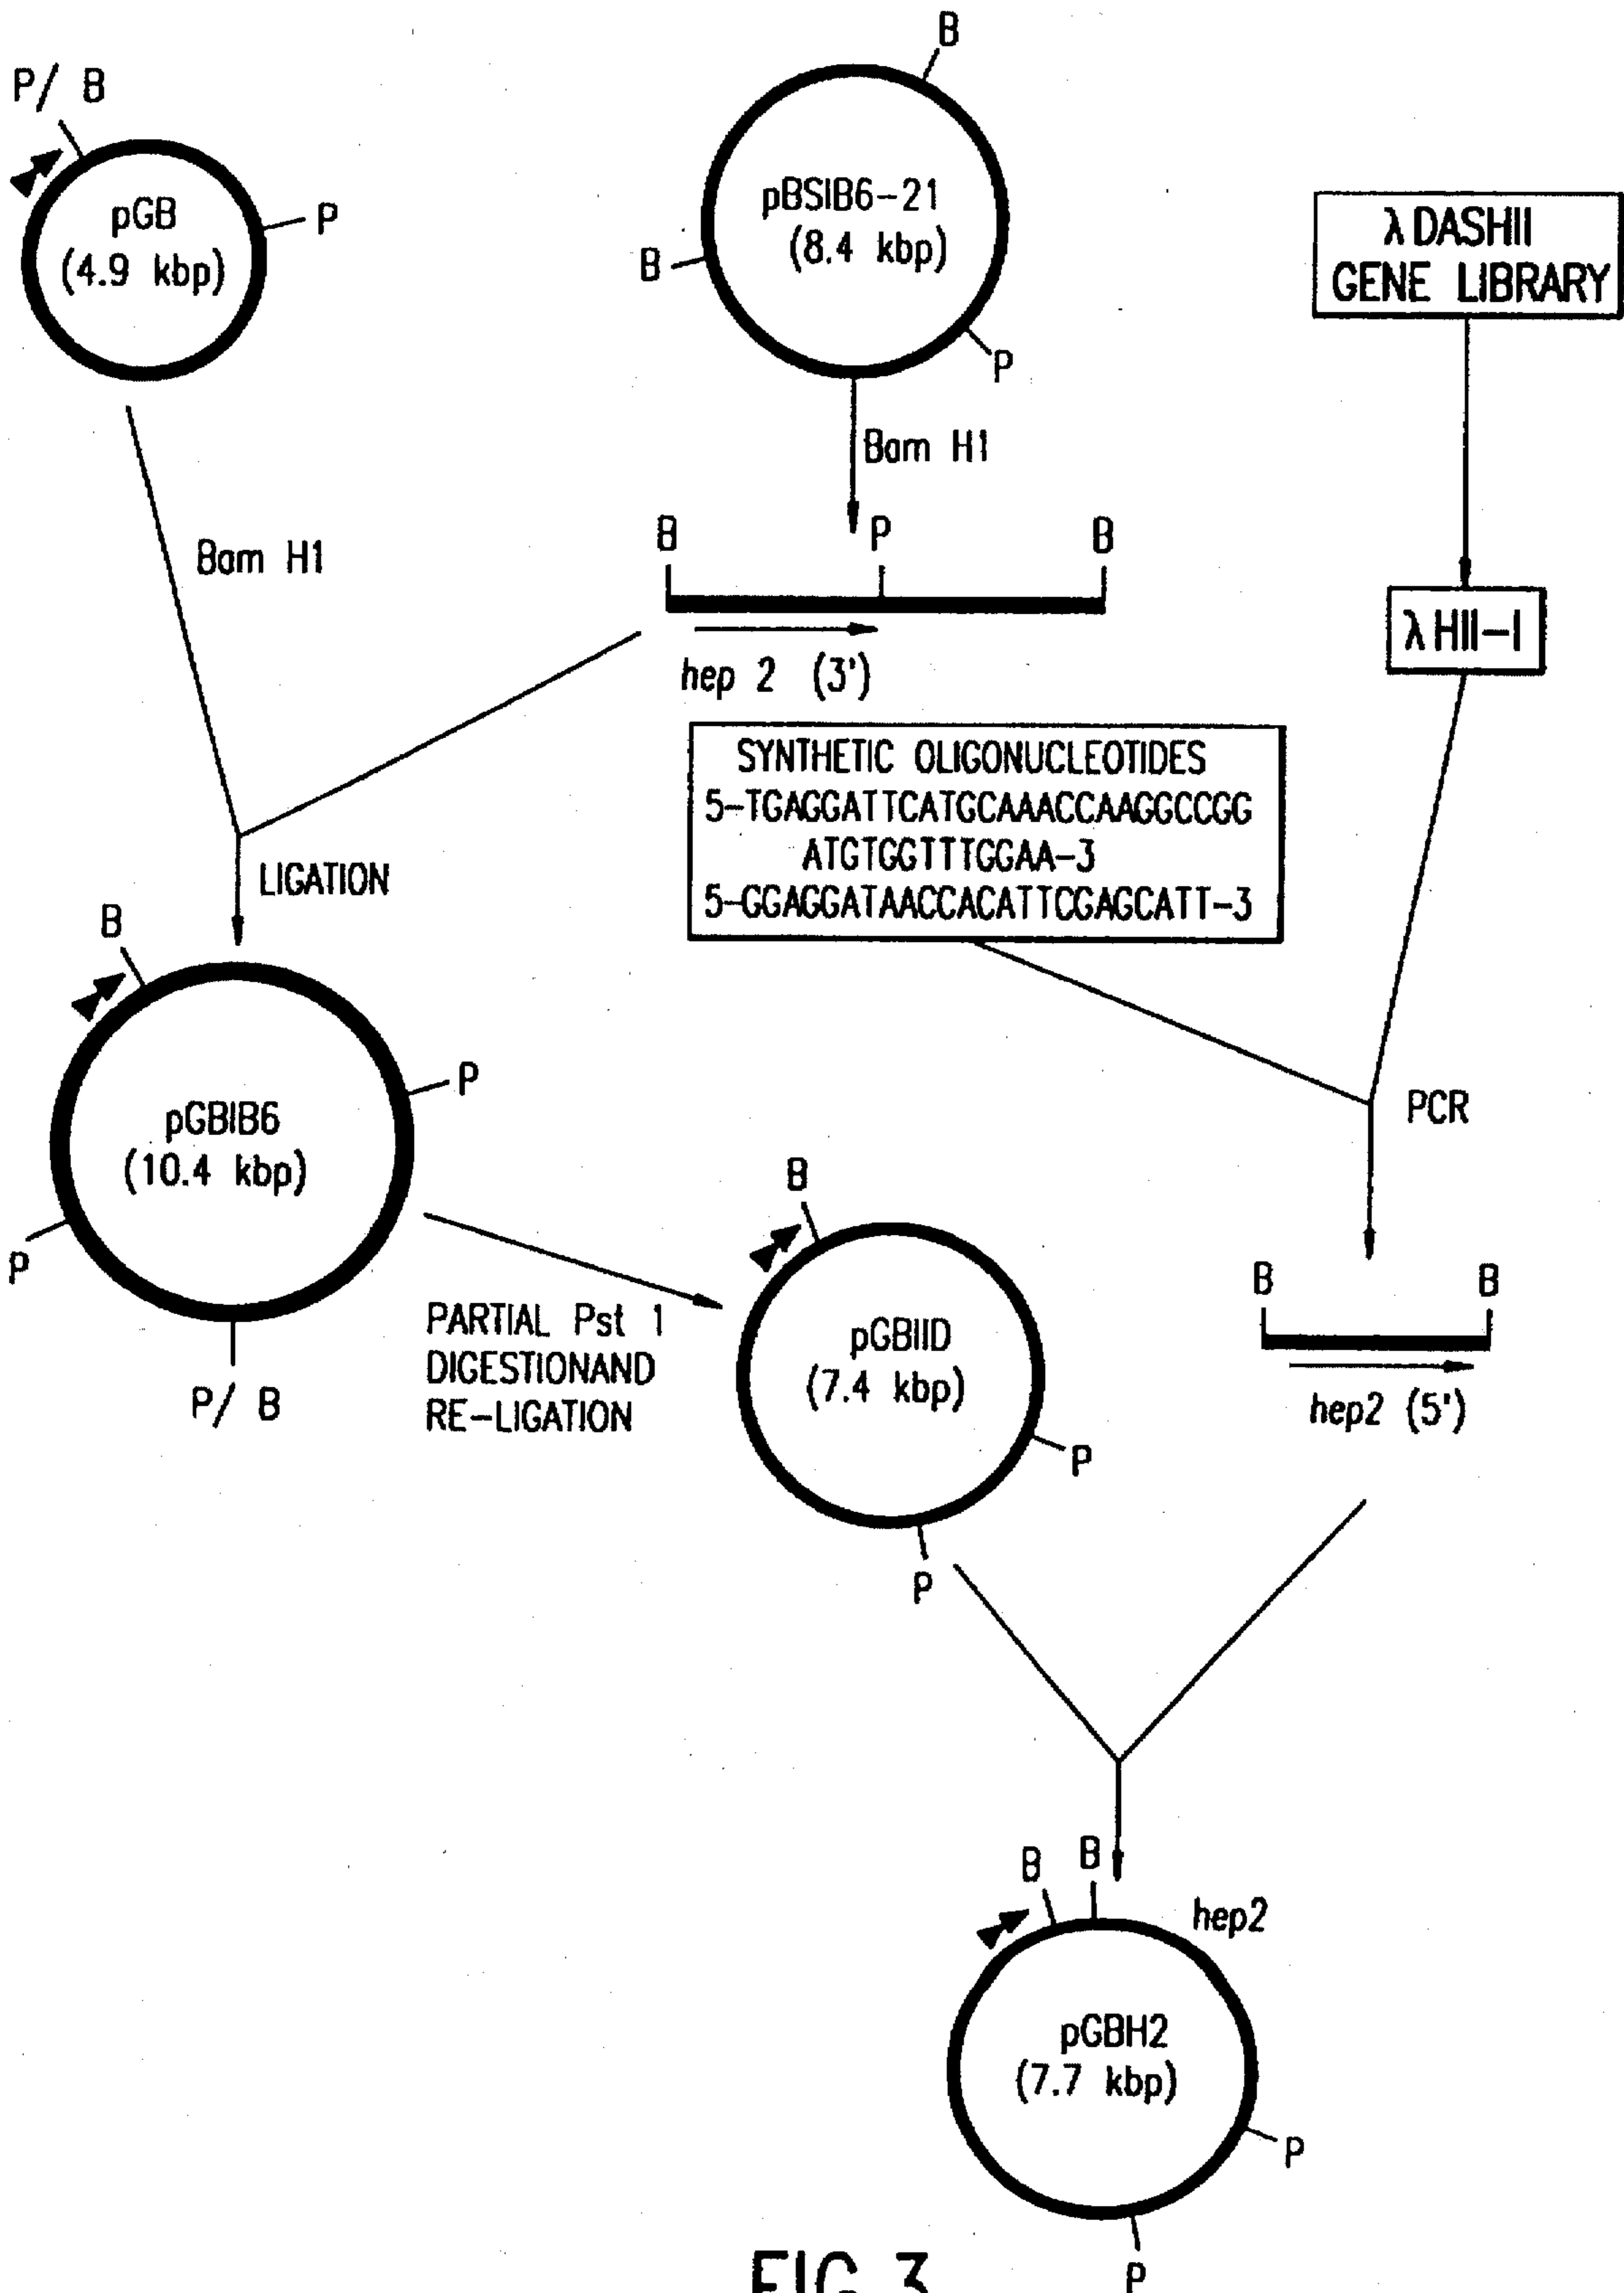 B
P/ B
pGB
(4.9 kbp)
P
pBSIB6-21
(8.4 kbp)
B
P
λ DASHII
GENE LIBRARY
Bam H1
Bam H1
B
P
B
hep 2 (3')
λ HII-I
SYNTHETIC OLIGONUCLEOTIDES
5-TGAGGATTCATGCAAACCAAGGCCGG
ATGTGGTTTGGAA-3
5-GGAGGATAACCACATTCGAGCATT-3
LIGATION
B
P
pGBIB6
(10.4 kbp)
P
P/ B
PCR
PARTIAL Pst 1
DIGESTIONAND
RE-LIGATION
B
pGBIID
(7.4 kbp)
P
P
B
B
hep2 (5')
B
B
hep2
pGBH2
(7.7 kbp)
P
P
FIG. 3